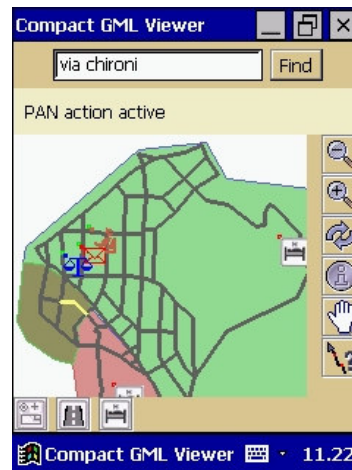 Compact GML Viewer
via chironi
Find
PAN action active
Compact GML Viewer
11.22